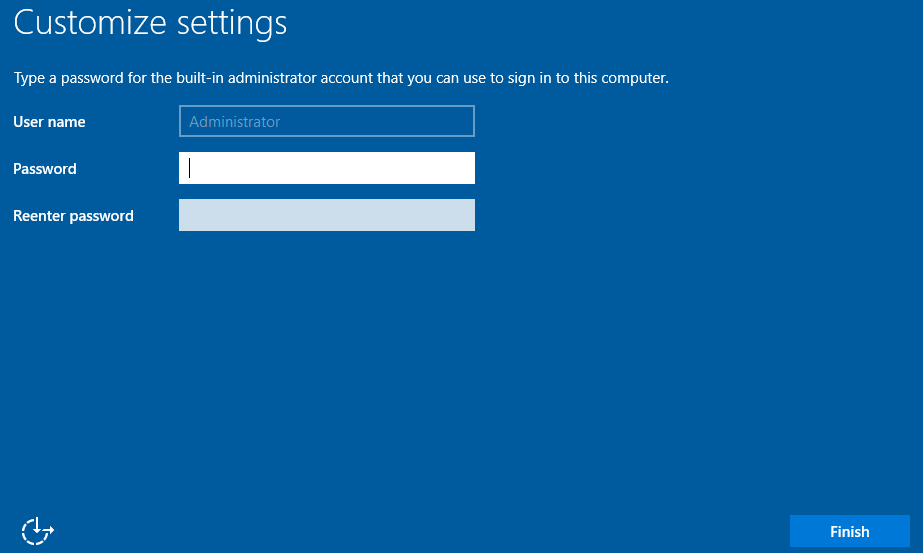 Customize settings
Type a password for the built-in administrator account that you can use to sign in to this computer.
User name Administrator
Password
Reenter password
Finish